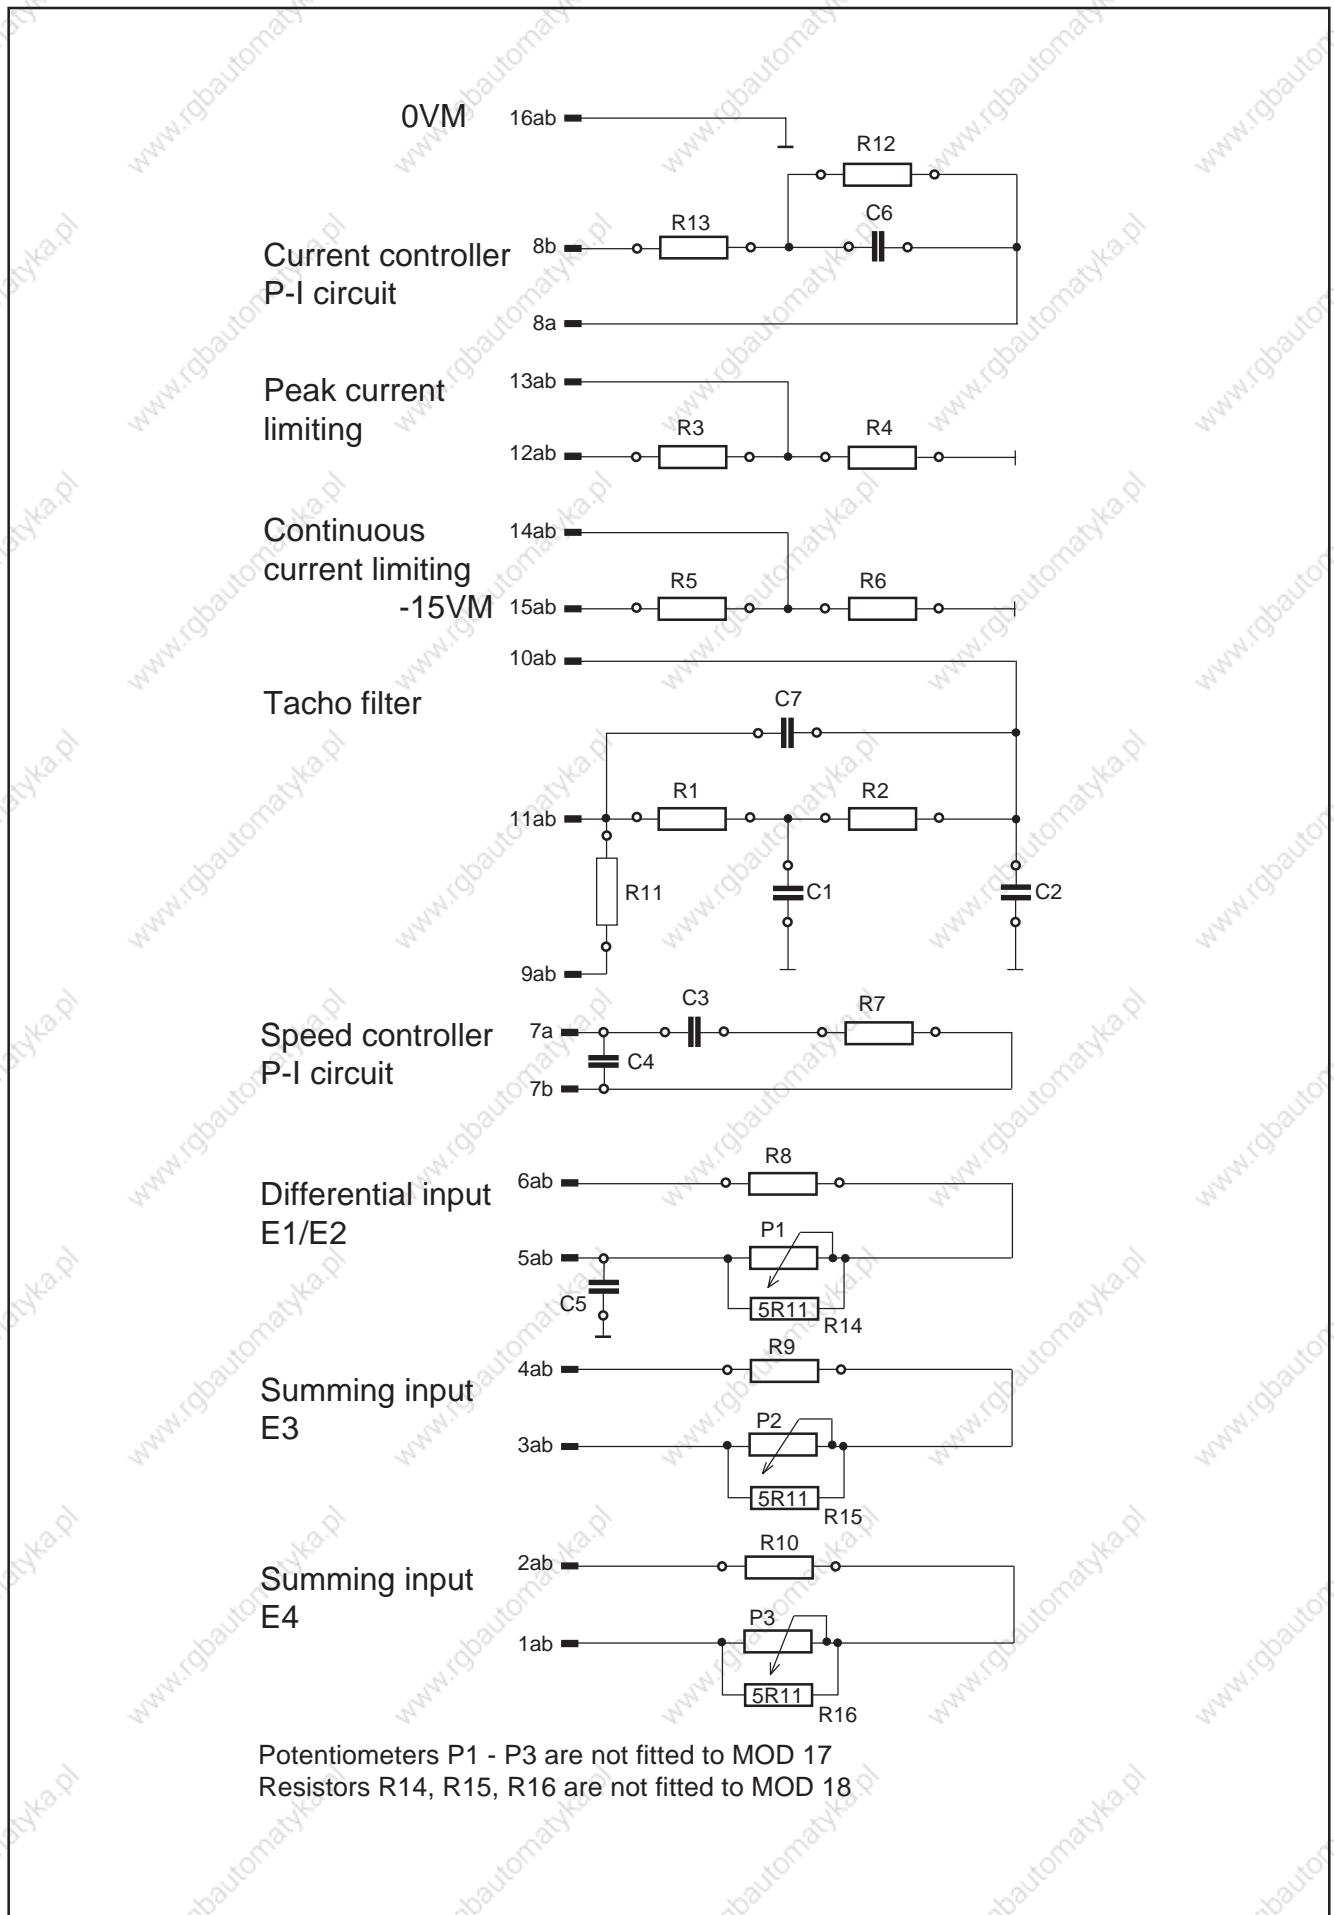 0VM 16ab
R12
C6
R13
Current controller 8b
P-I circuit
8a
13ab
Peak current
limiting
R3 R4
12ab
Continuous 14ab
current limiting
R5 R6
-15VM 15ab
10ab
Tacho filter
C7
R1 R2
11ab
R11 C1 C2
9ab
C3 R7
Speed controller 7a
P-I circuit
C4
7b
R8
Differential input 6ab
E1/E2
P1
5ab
C5 5R11 R14
R9
4ab
Summing input
E3
P2
3ab
5R11 R15
R10
2ab
Summing input
E4
P3
1ab
5R11 R16
Potentiometers P1 - P3 are not fitted to MOD 17
Resistors R14, R15, R16 are not fitted to MOD 18
www.rgbautomatyka.pl